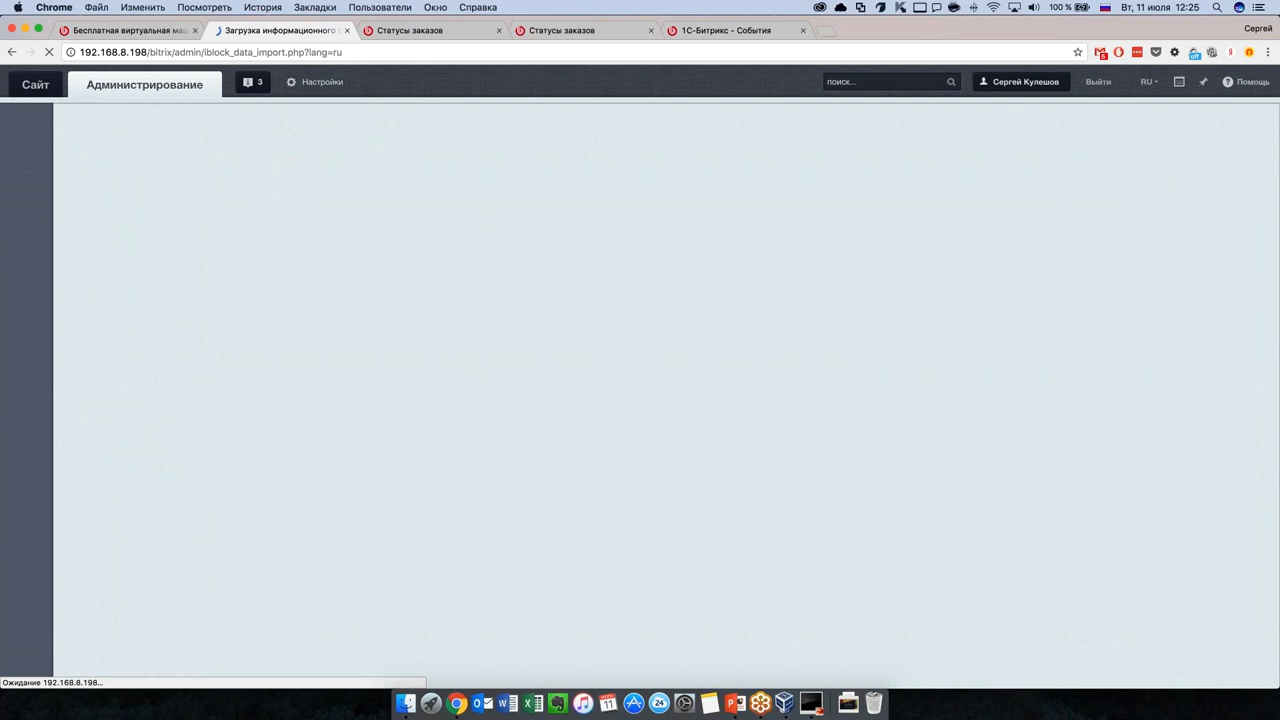 Chrome Файл Изменить Посмотреть История Закладки Пользователи Окно Справка 100 % Вт, 11 июля 12:25
Бесплатная виртуальная маш Загрузка информационного Статусы заказов Статусы заказов 1С-Битрикс - События Сергей
192.168.8.198/bitrix/admin/iblock_data_import.php?lang=ru
Сайт Администрирование 3 Настройки поиск... Сергей Кулешов Выйти RU Помощь
Ожидание 192.168.8.198...